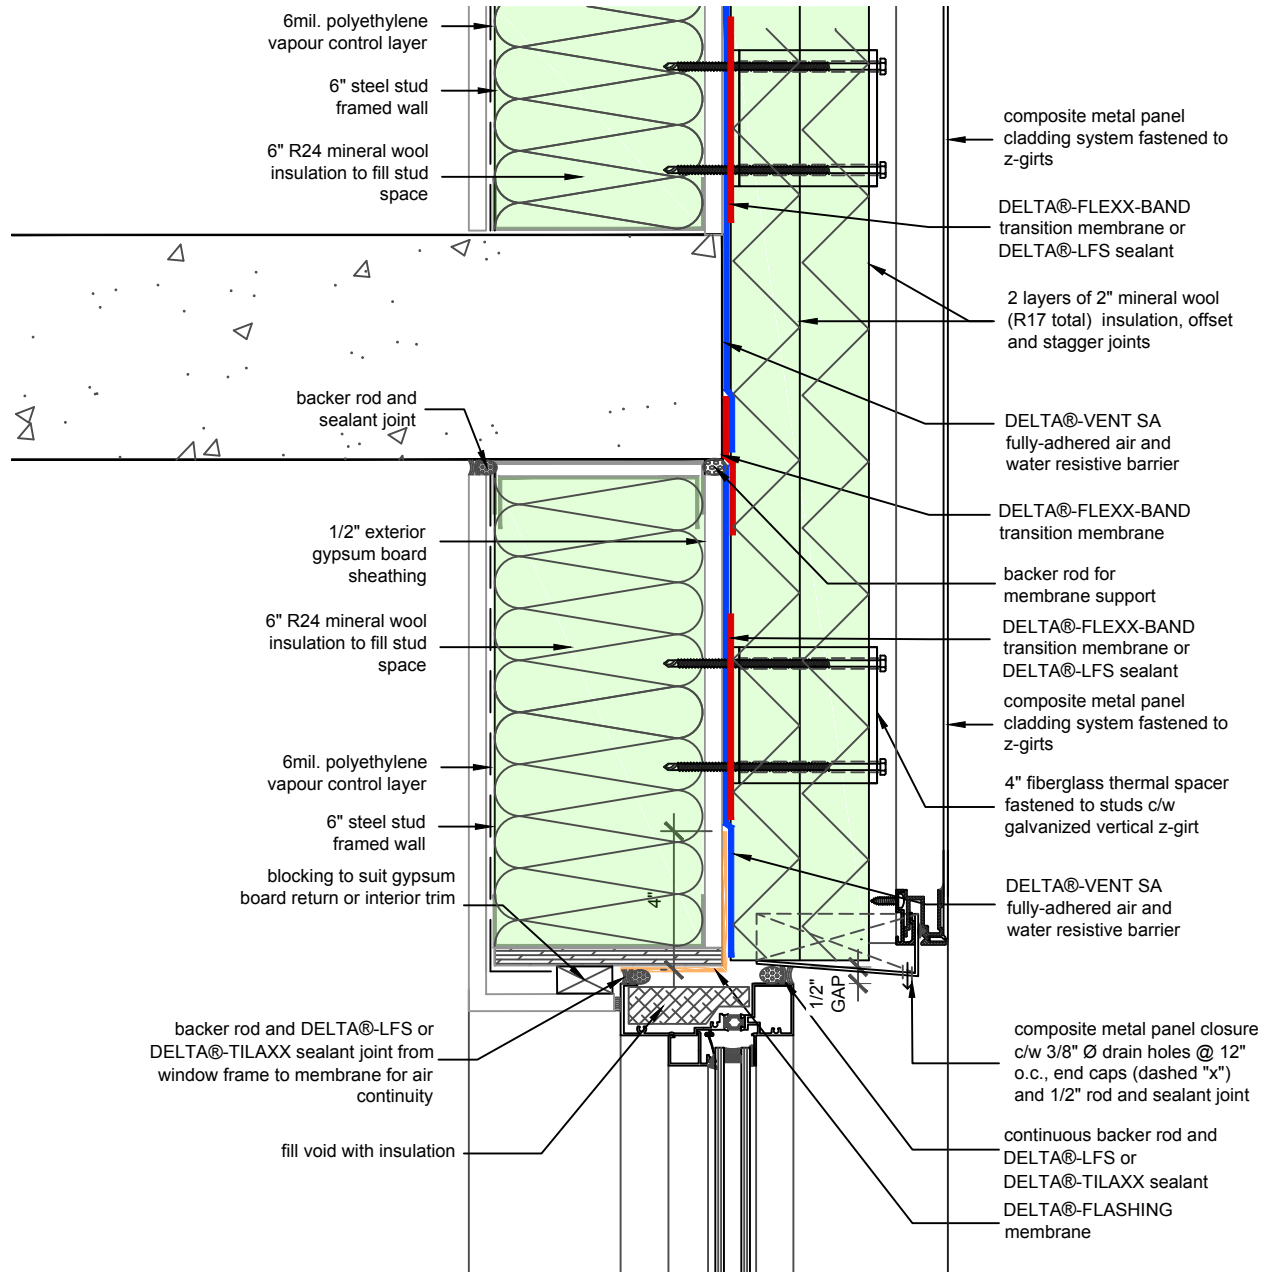 6mil. polyethylene
vapour control layer
6" steel stud
framed wall
6" R24 mineral wool
insulation to fill stud
space
backer rod and
sealant joint
1/2" exterior
gypsum board
sheathing
6" R24 mineral wool
insulation to fill stud
space
6mil. polyethylene
vapour control layer
6" steel stud
framed wall
blocking to suit gypsum
board return or interior trim
backer rod and DELTA®-LFS or
DELTA®-TILAXX sealant joint from
window frame to membrane for air
continuity
fill void with insulation
4"
1/2"
GAP
composite metal panel
cladding system fastened to
z-girts
DELTA®-FLEXX-BAND
transition membrane or
DELTA®-LFS sealant
2 layers of 2" mineral wool
(R17 total) insulation, offset
and stagger joints
DELTA®-VENT SA
fully-adhered air and
water resistive barrier
DELTA®-FLEXX-BAND
transition membrane
backer rod for
membrane support
DELTA®-FLEXX-BAND
transition membrane or
DELTA®-LFS sealant
composite metal panel
cladding system fastened to
z-girts
4" fiberglass thermal spacer
fastened to studs c/w
galvanized vertical z-girt
DELTA®-VENT SA
fully-adhered air and
water resistive barrier
composite metal panel closure
c/w 3/8" Ø drain holes @ 12"
o.c., end caps (dashed "x")
and 1/2" rod and sealant joint
continuous backer rod and
DELTA®-LFS or
DELTA®-TILAXX sealant
DELTA®-FLASHING
membrane